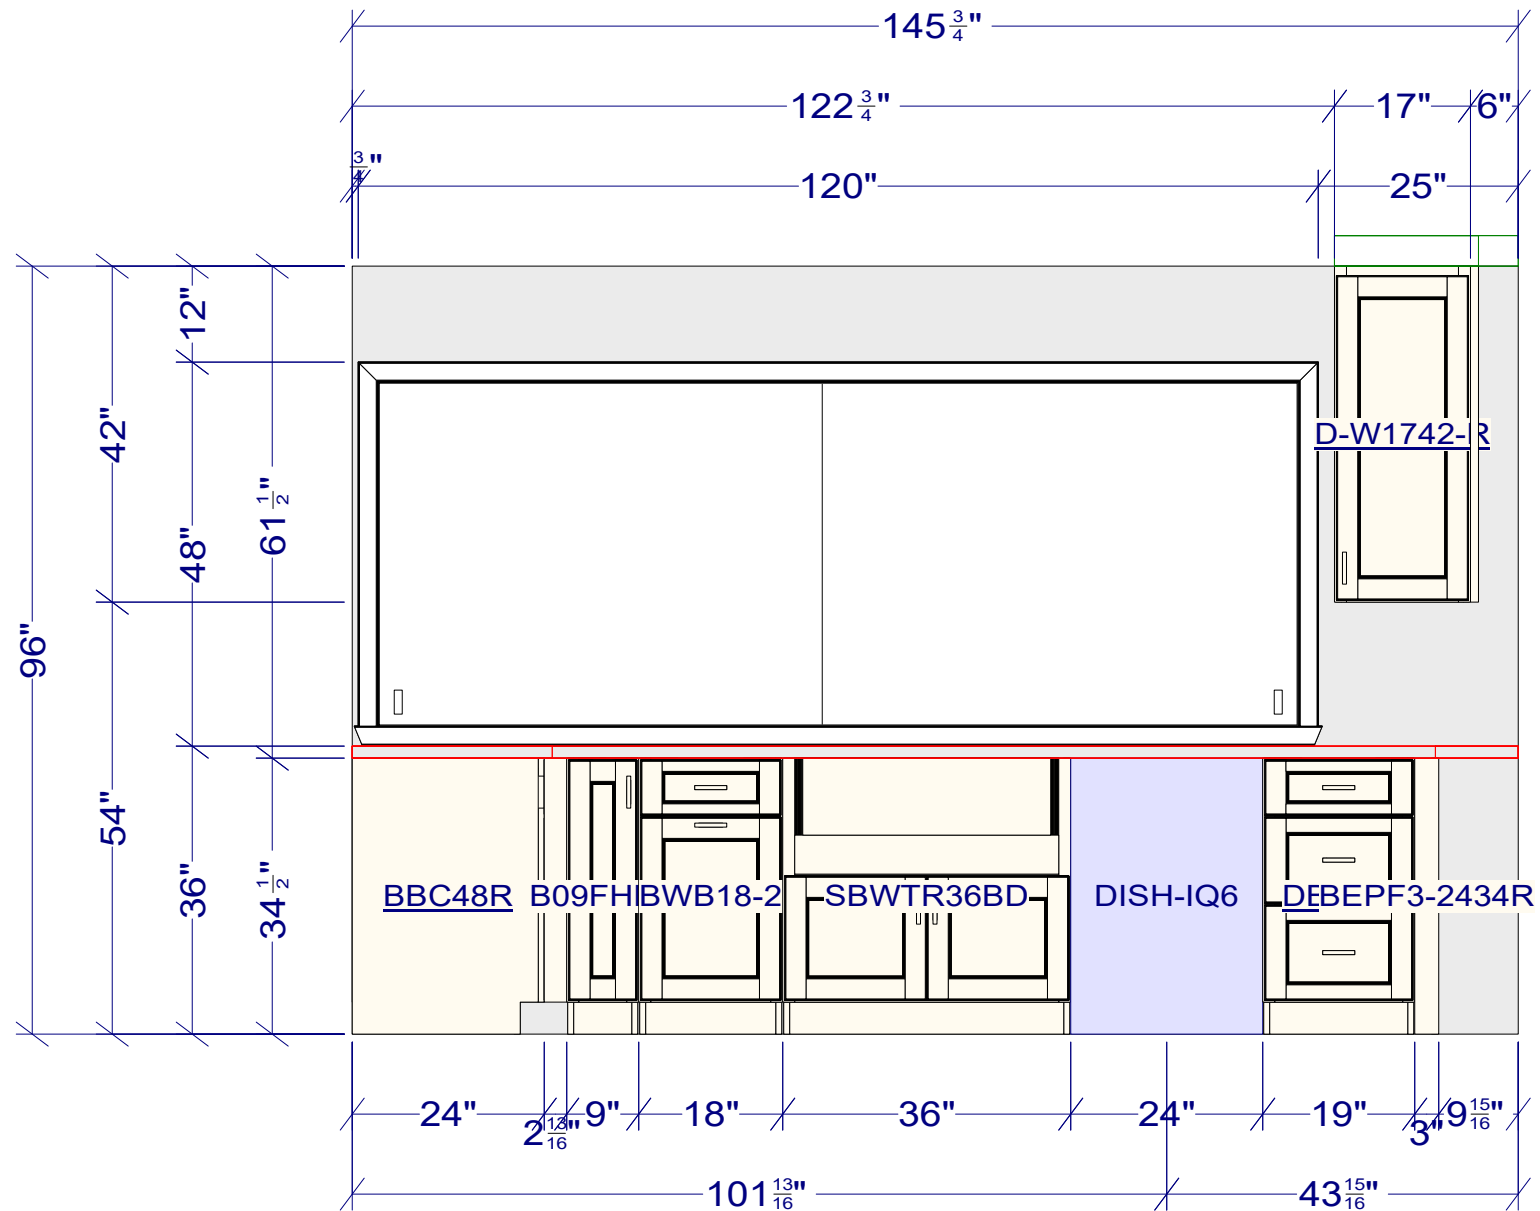 145 3/4"
122 3/4" 17" 6"
3/4" 120" 25"
12"
42"
48"
61 1/2"
96"
54"
36"
34 1/2"
D-W1742-R
BBC48R B09FH BWB18-2 SBWTR36BD DISH-IQ6 BEPF3-2434R
24" 2 13/16" 9" 18" 36" 24" 19" 3" 9 15/16"
101 13/16" 43 15/16"